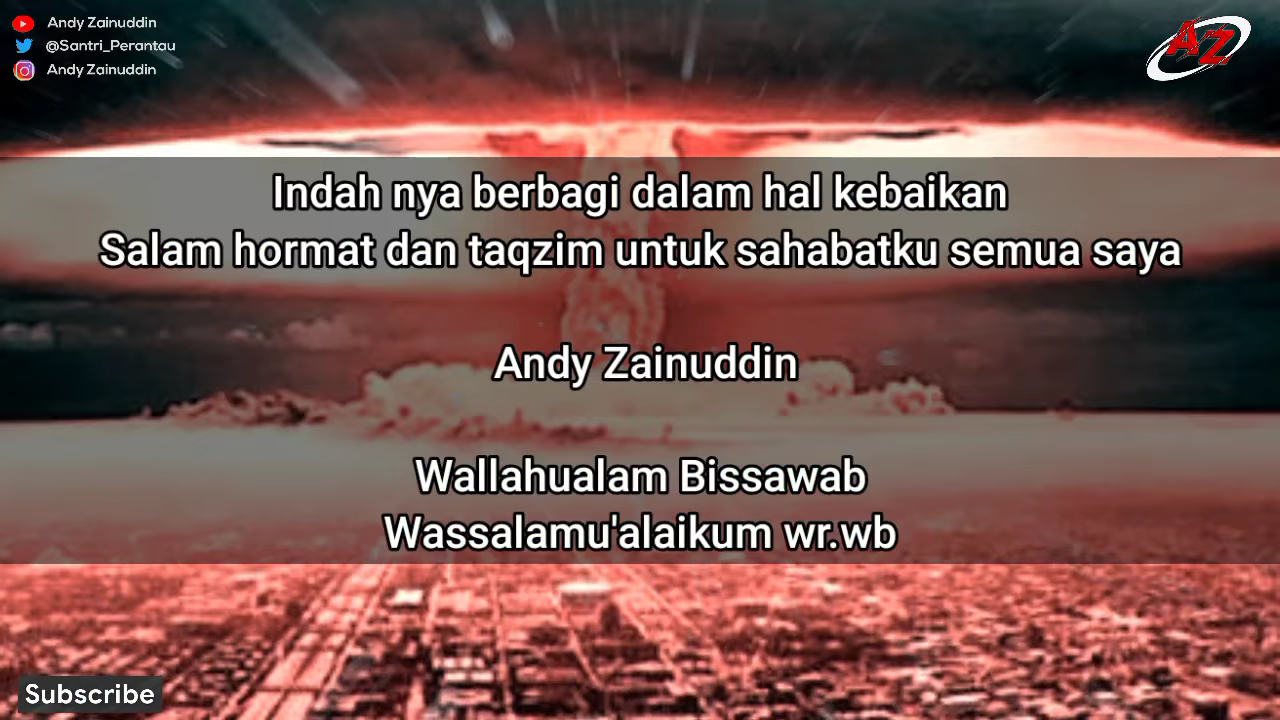 Andy Zainuddin
@Santri_Perantau
Andy Zainuddin
AZ
Indah nya berbagi dalam hal kebaikan
Salam hormat dan taqzim untuk sahabatku semua saya
Andy Zainuddin
Wallahualam Bissawab
Wassalamu'alaikum wr.wb
Subscribe